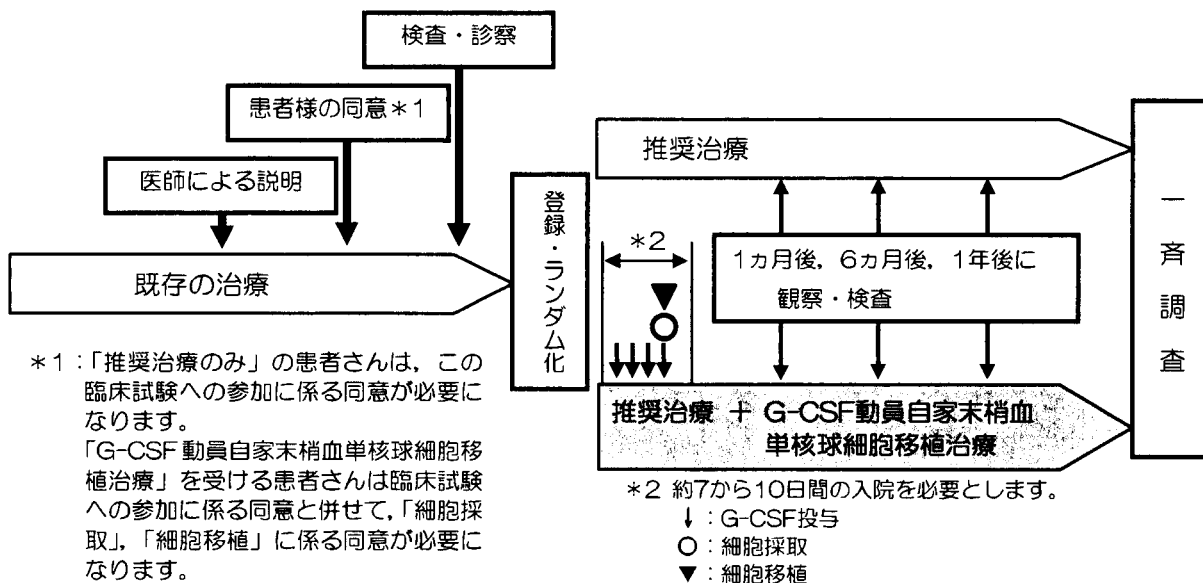 検査・診察
患者様の同意＊1
医師による説明
既存の治療
登録・ランダム化
推奨治療
＊2
1ヵ月後，6ヵ月後，1年後に
観察・検査
推奨治療 ＋ G-CSF動員自家末梢血
単核球細胞移植治療
一斉調査
＊1：「推奨治療のみ」の患者さんは，この
臨床試験への参加に係る同意が必要に
なります。
「G-CSF動員自家末梢血単核球細胞移
植治療」を受ける患者さんは臨床試験
への参加に係る同意と併せて，「細胞採
取」，「細胞移植」に係る同意が必要に
なります。
＊2 約7から10日間の入院を必要とします。
↓：G-CSF投与
○：細胞採取
▼：細胞移植